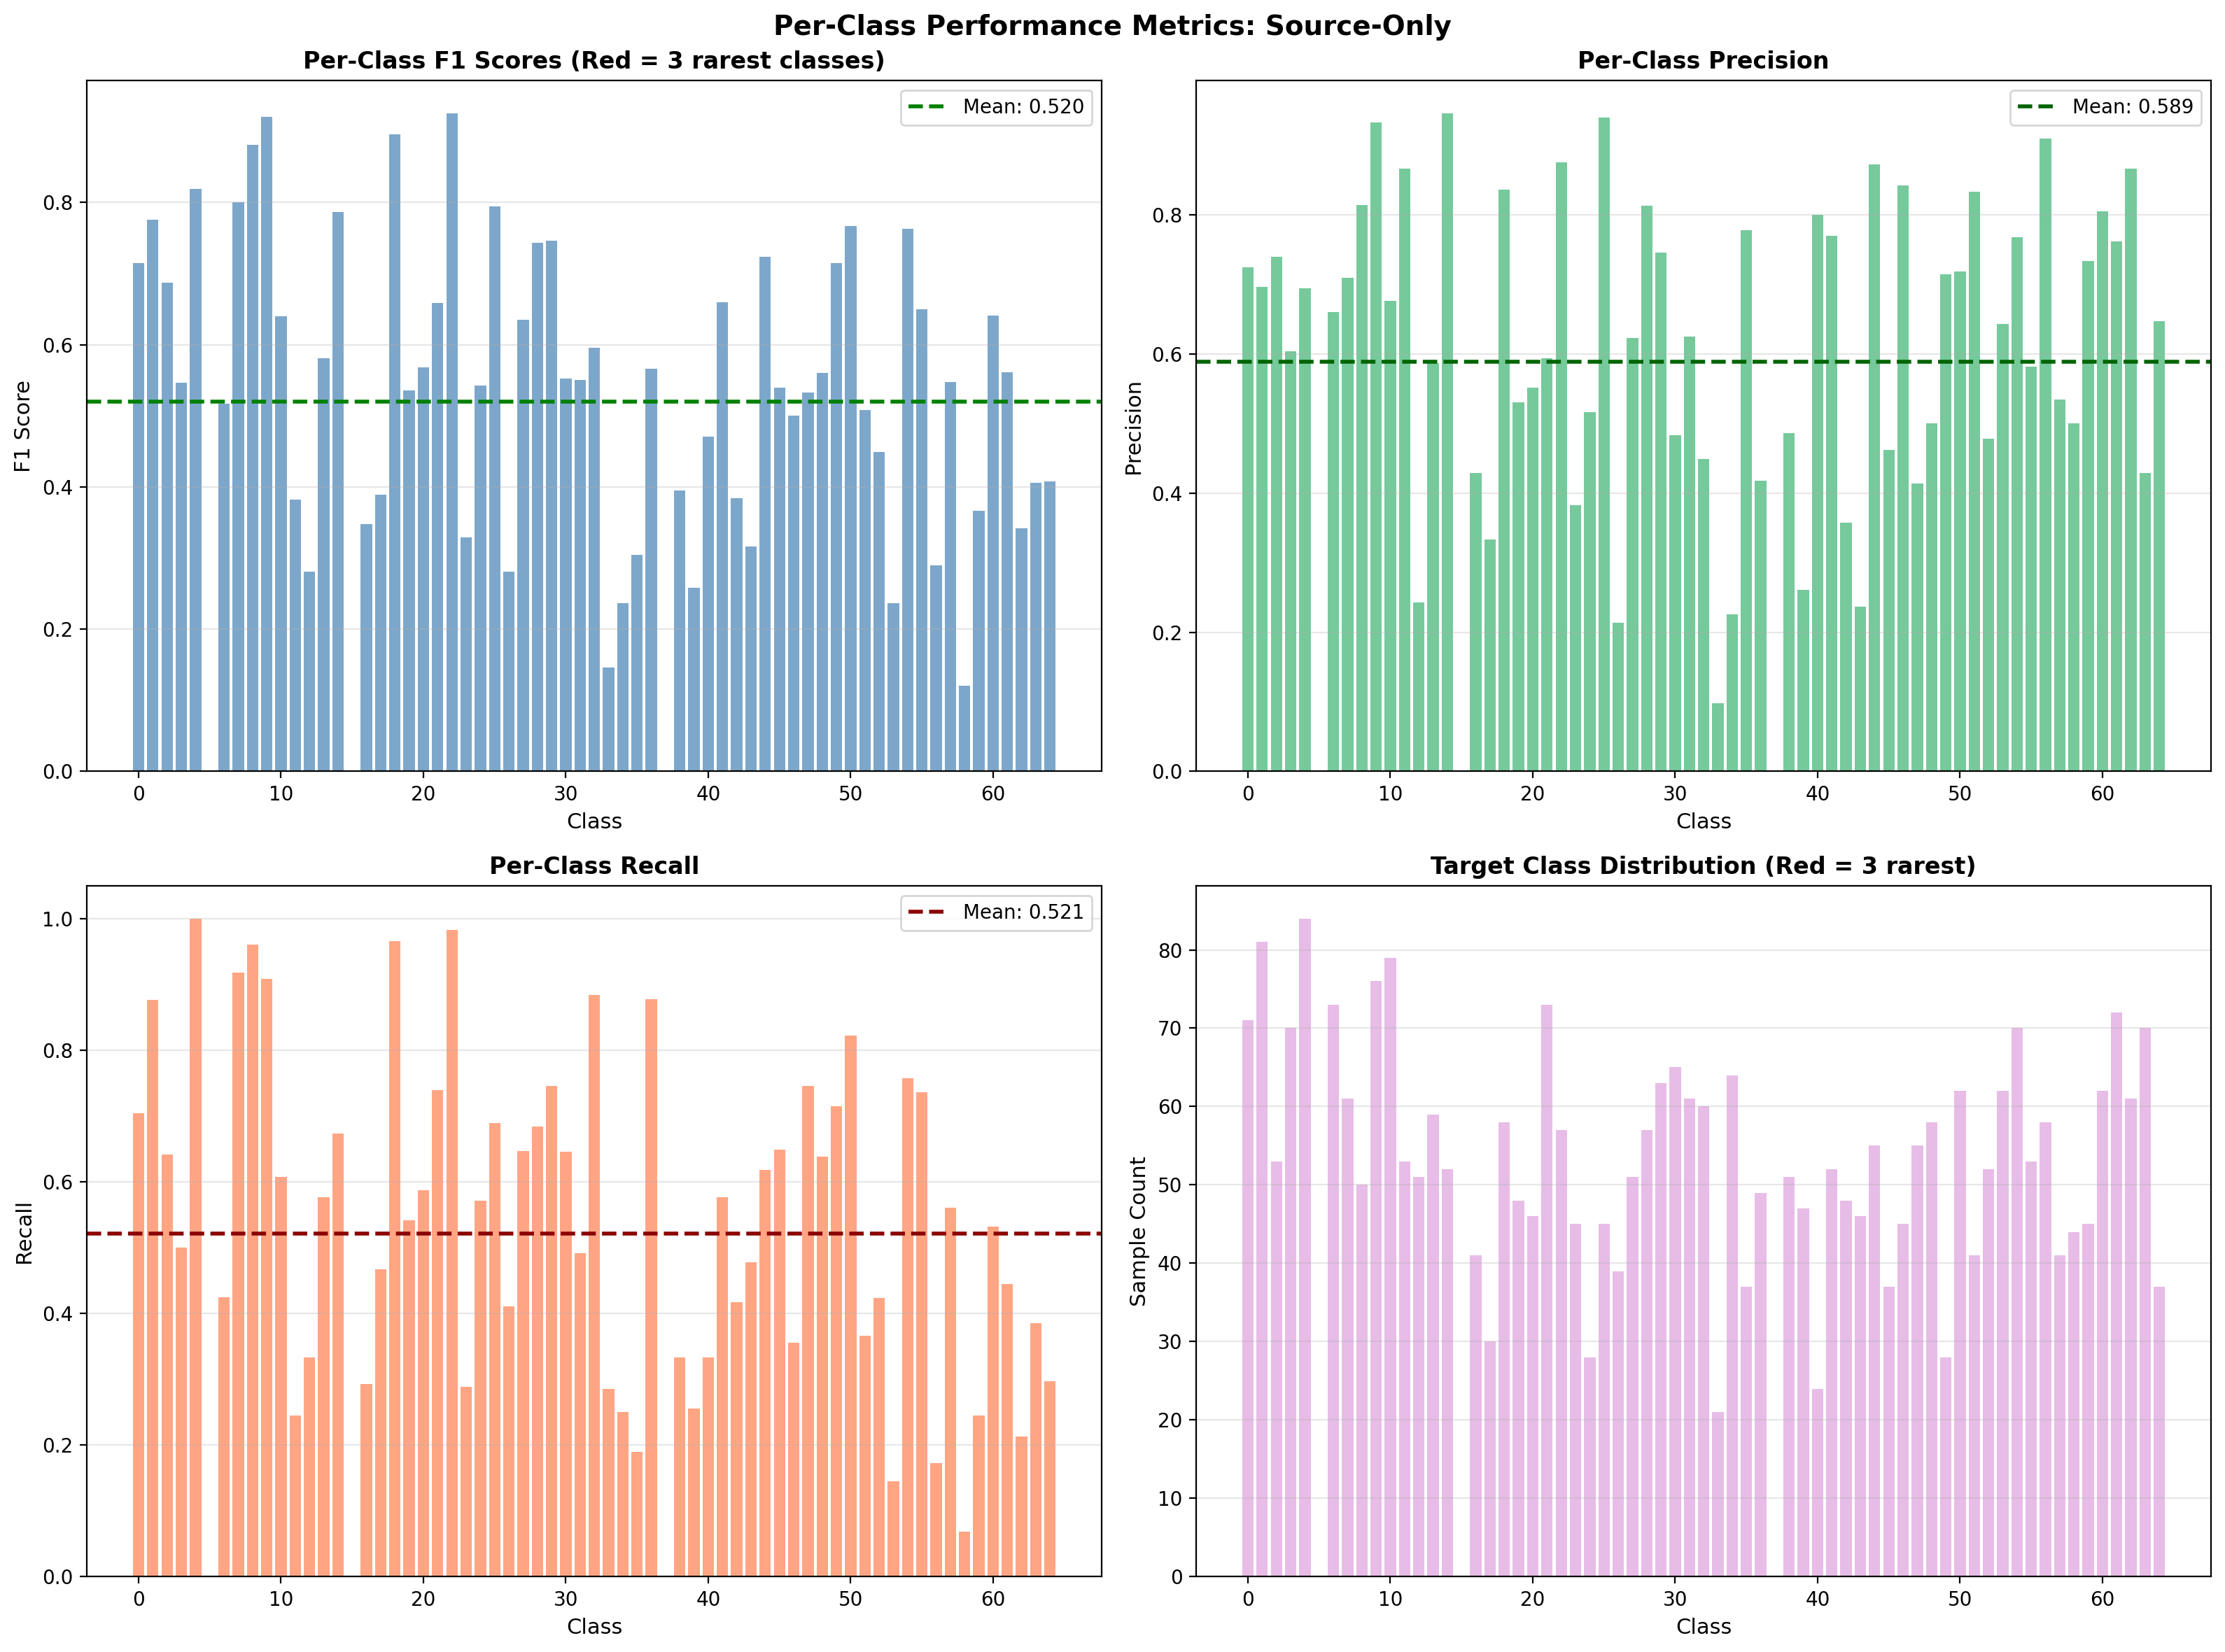 Per-Class Performance Metrics: Source-Only
Per-Class F1 Scores (Red = 3 rarest classes)
Mean: 0.520
F1 Score
0.8
0.6
0.4
0.2
0.0
0 10 20 30 40 50 60
Class
Per-Class Precision
Mean: 0.589
Precision
0.8
0.6
0.4
0.2
0.0
0 10 20 30 40 50 60
Class
Per-Class Recall
Mean: 0.521
Recall
1.0
0.8
0.6
0.4
0.2
0.0
0 10 20 30 40 50 60
Class
Target Class Distribution (Red = 3 rarest)
Sample Count
80
70
60
50
40
30
20
10
0
0 10 20 30 40 50 60
Class